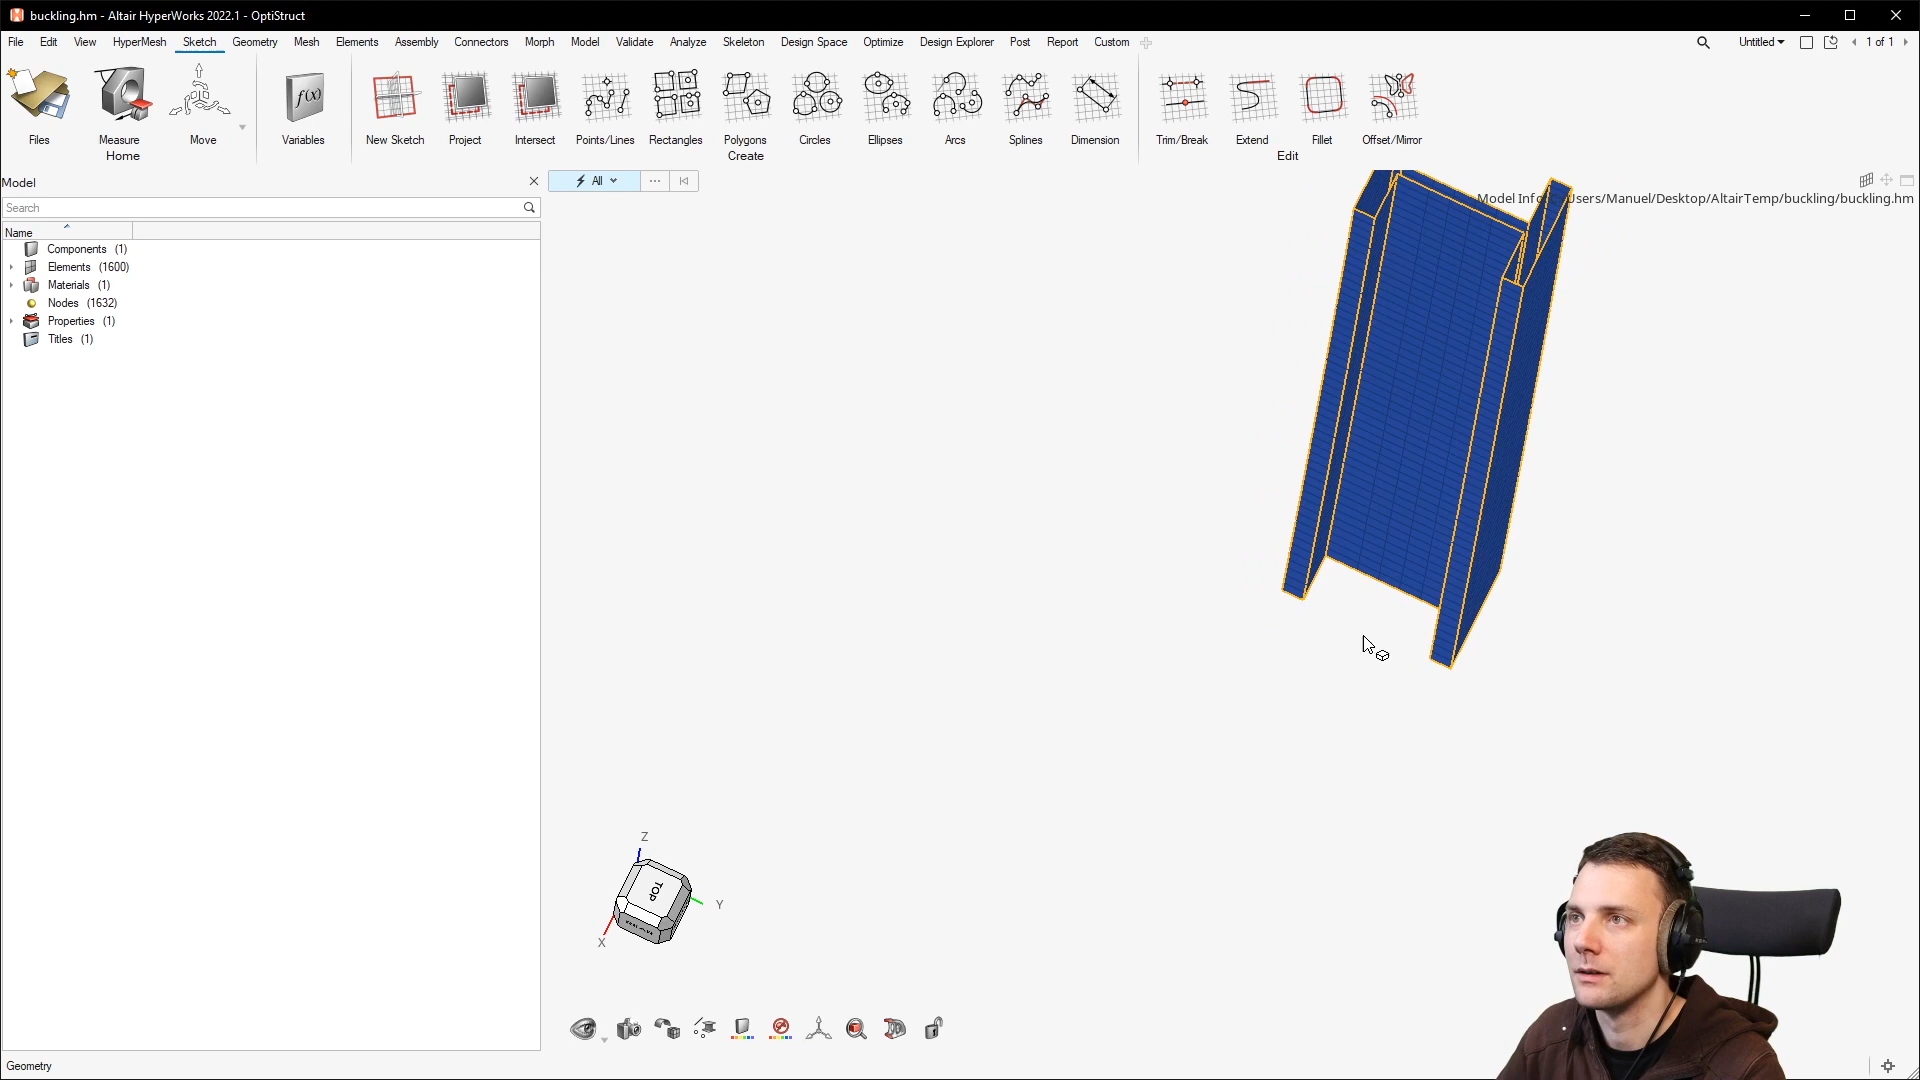 buckling.hm - Altair HyperWorks 2022.1 - OptiStruct
File Edit View HyperMesh Sketch Geometry Mesh Elements Assembly Connectors Morph Model Validate Analyze Skeleton Design Space Optimize Design Explorer Post Report Custom Untitled 1 of 1
Files Measure Move Variables New Sketch Project Intersect Points/Lines Rectangles Polygons Circles Ellipses Arcs Splines Dimension Trim/Break Extend Fillet Offset/Mirror
Home Create Edit
f(x)
Model
All
Model Info
Users/Manuel/Desktop/AltairTemp/buckling/buckling.hm
Search
Name
Components (1)
Elements (1600)
Materials (1)
Nodes (1632)
Properties (1)
Titles (1)
Z
TOP
Y
X
Geometry